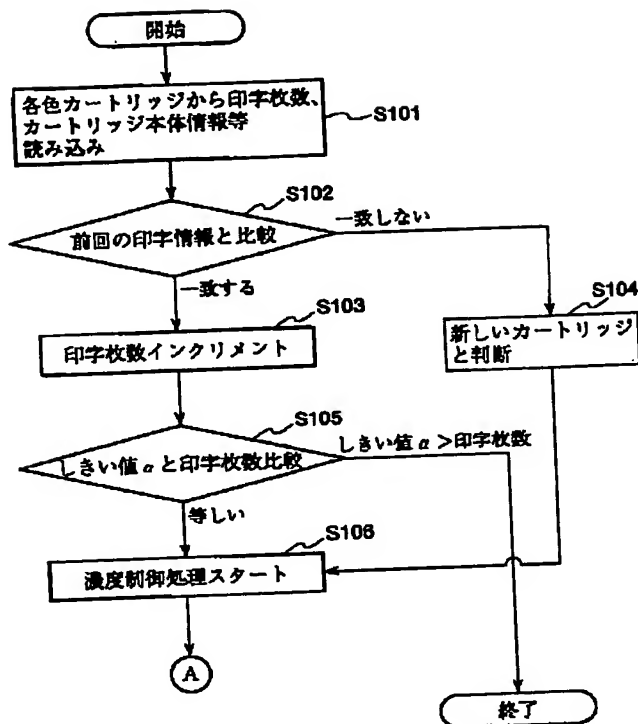 開始
各色カートリッジから印字枚数、
カートリッジ本体情報等
読み込み
S101
S102
前回の印字情報と比較
一致しない
一致する
S103
S104
印字枚数インクリメント
新しいカートリッジ
と判断
S105
しきい値α>印字枚数
しきい値αと印字枚数比較
等しい
S106
濃度制御処理スタート
A
終了